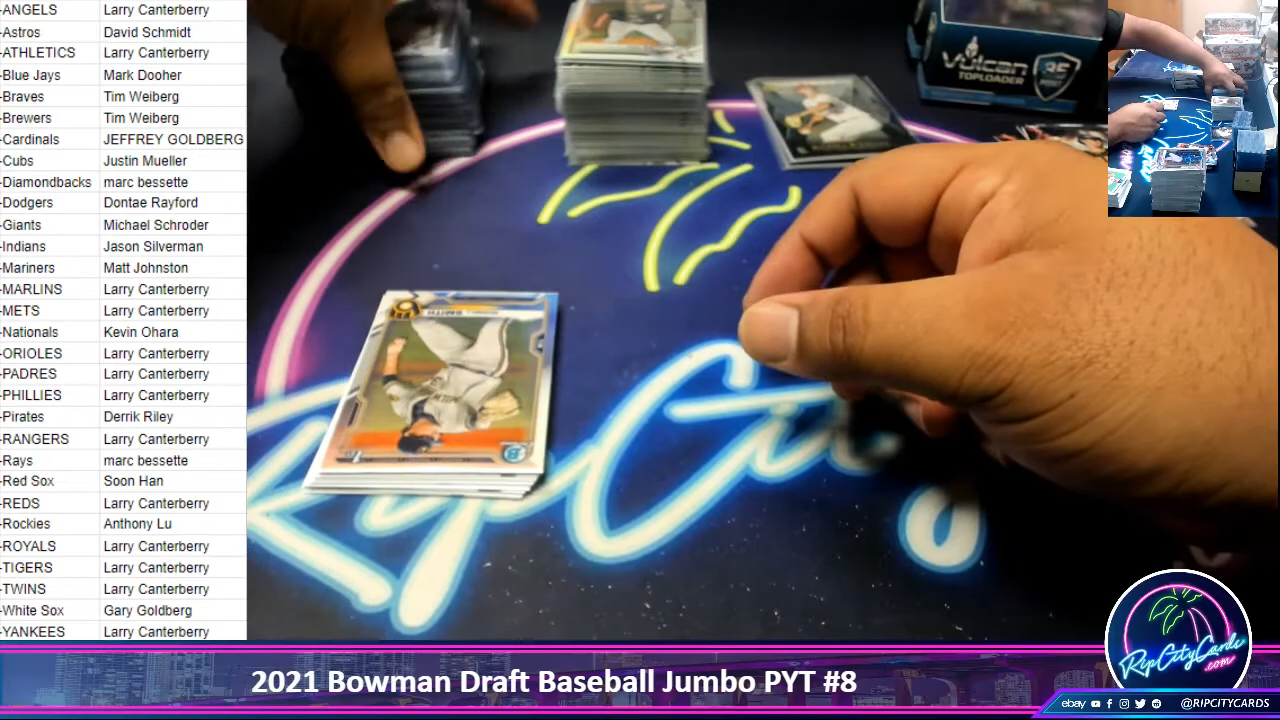 -ANGELS Larry Canterberry
-Astros David Schmidt
-ATHLETICS Larry Canterberry
-Blue Jays Mark Dooher
-Braves Tim Weiberg
-Brewers Tim Weiberg
-Cardinals JEFFREY GOLDBERG
-Cubs Justin Mueller
-Diamondbacks marc bessette
-Dodgers Dontae Rayford
-Giants Michael Schroder
-Indians Jason Silverman
-Mariners Matt Johnston
-MARLINS Larry Canterberry
-METS Larry Canterberry
-Nationals Kevin Ohara
-ORIOLES Larry Canterberry
-PADRES Larry Canterberry
-PHILLIES Larry Canterberry
-Pirates Derrik Riley
-RANGERS Larry Canterberry
-Rays marc bessette
-Red Sox Soon Han
-REDS Larry Canterberry
-Rockies Anthony Lu
-ROYALS Larry Canterberry
-TIGERS Larry Canterberry
-TWINS Larry Canterberry
-White Sox Gary Goldberg
-YANKEES Larry Canterberry
Vulcan
TOPLOADER
35
SMITH
Rip City
2021 Bowman Draft Baseball Jumbo PYT #8
RipCityCards
.com
ebay
@RIPCITYCARDS